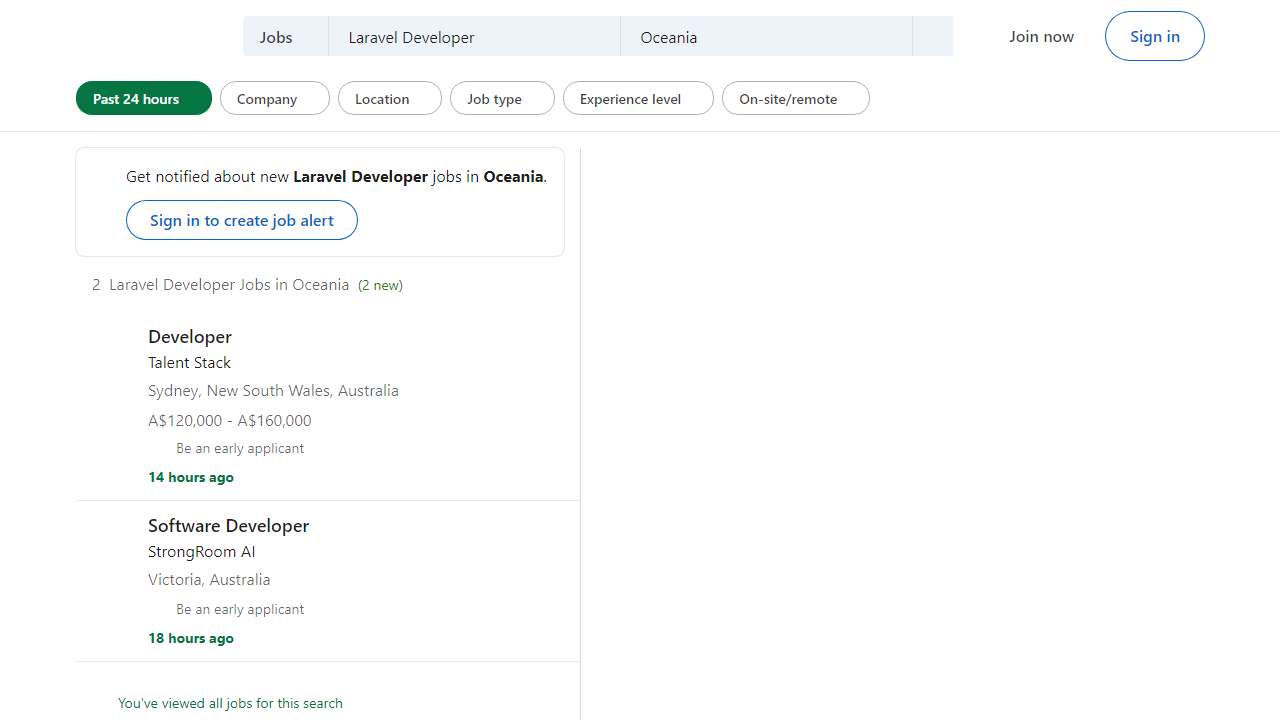 Jobs
Laravel Developer
Oceania
Join now
Sign in
Past 24 hours
Company
Location
Job type
Experience level
On-site/remote
Get notified about new Laravel Developer jobs in Oceania.
Sign in to create job alert
2 Laravel Developer Jobs in Oceania (2 new)
Developer
Talent Stack
Sydney, New South Wales, Australia
A$120,000 - A$160,000
Be an early applicant
14 hours ago
Software Developer
StrongRoom AI
Victoria, Australia
Be an early applicant
18 hours ago
You've viewed all jobs for this search